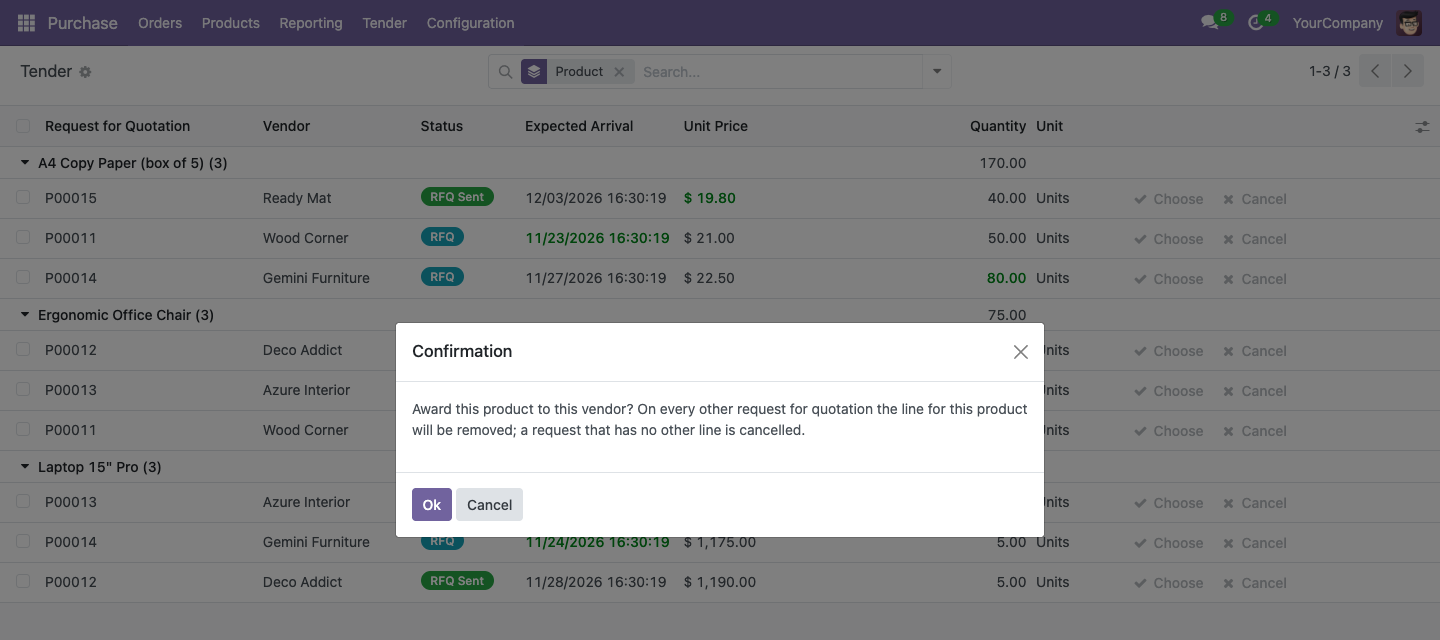 Purchase Orders Products Reporting Tender Configuration 8 4 YourCompany
Tender Product Search... 1-3 / 3
Request for Quotation Vendor Status Expected Arrival Unit Price Quantity Unit
A4 Copy Paper (box of 5) (3) 170.00
P00015 Ready Mat RFQ Sent 12/03/2026 16:30:19 $ 19.80 40.00 Units Choose Cancel
P00011 Wood Corner RFQ 11/23/2026 16:30:19 $ 21.00 50.00 Units Choose Cancel
P00014 Gemini Furniture RFQ 11/27/2026 16:30:19 $ 22.50 80.00 Units Choose Cancel
Ergonomic Office Chair (3) 75.00
P00012 Deco Addict Units Choose Cancel
P00013 Azure Interior Units Choose Cancel
P00011 Wood Corner Units Choose Cancel
Laptop 15" Pro (3)
P00013 Azure Interior Units Choose Cancel
P00014 Gemini Furniture RFQ 11/24/2026 16:30:19 $ 1,175.00 5.00 Units Choose Cancel
P00012 Deco Addict RFQ Sent 11/28/2026 16:30:19 $ 1,190.00 5.00 Units Choose Cancel
Confirmation
Award this product to this vendor? On every other request for quotation the line for this product
will be removed; a request that has no other line is cancelled.
Ok Cancel